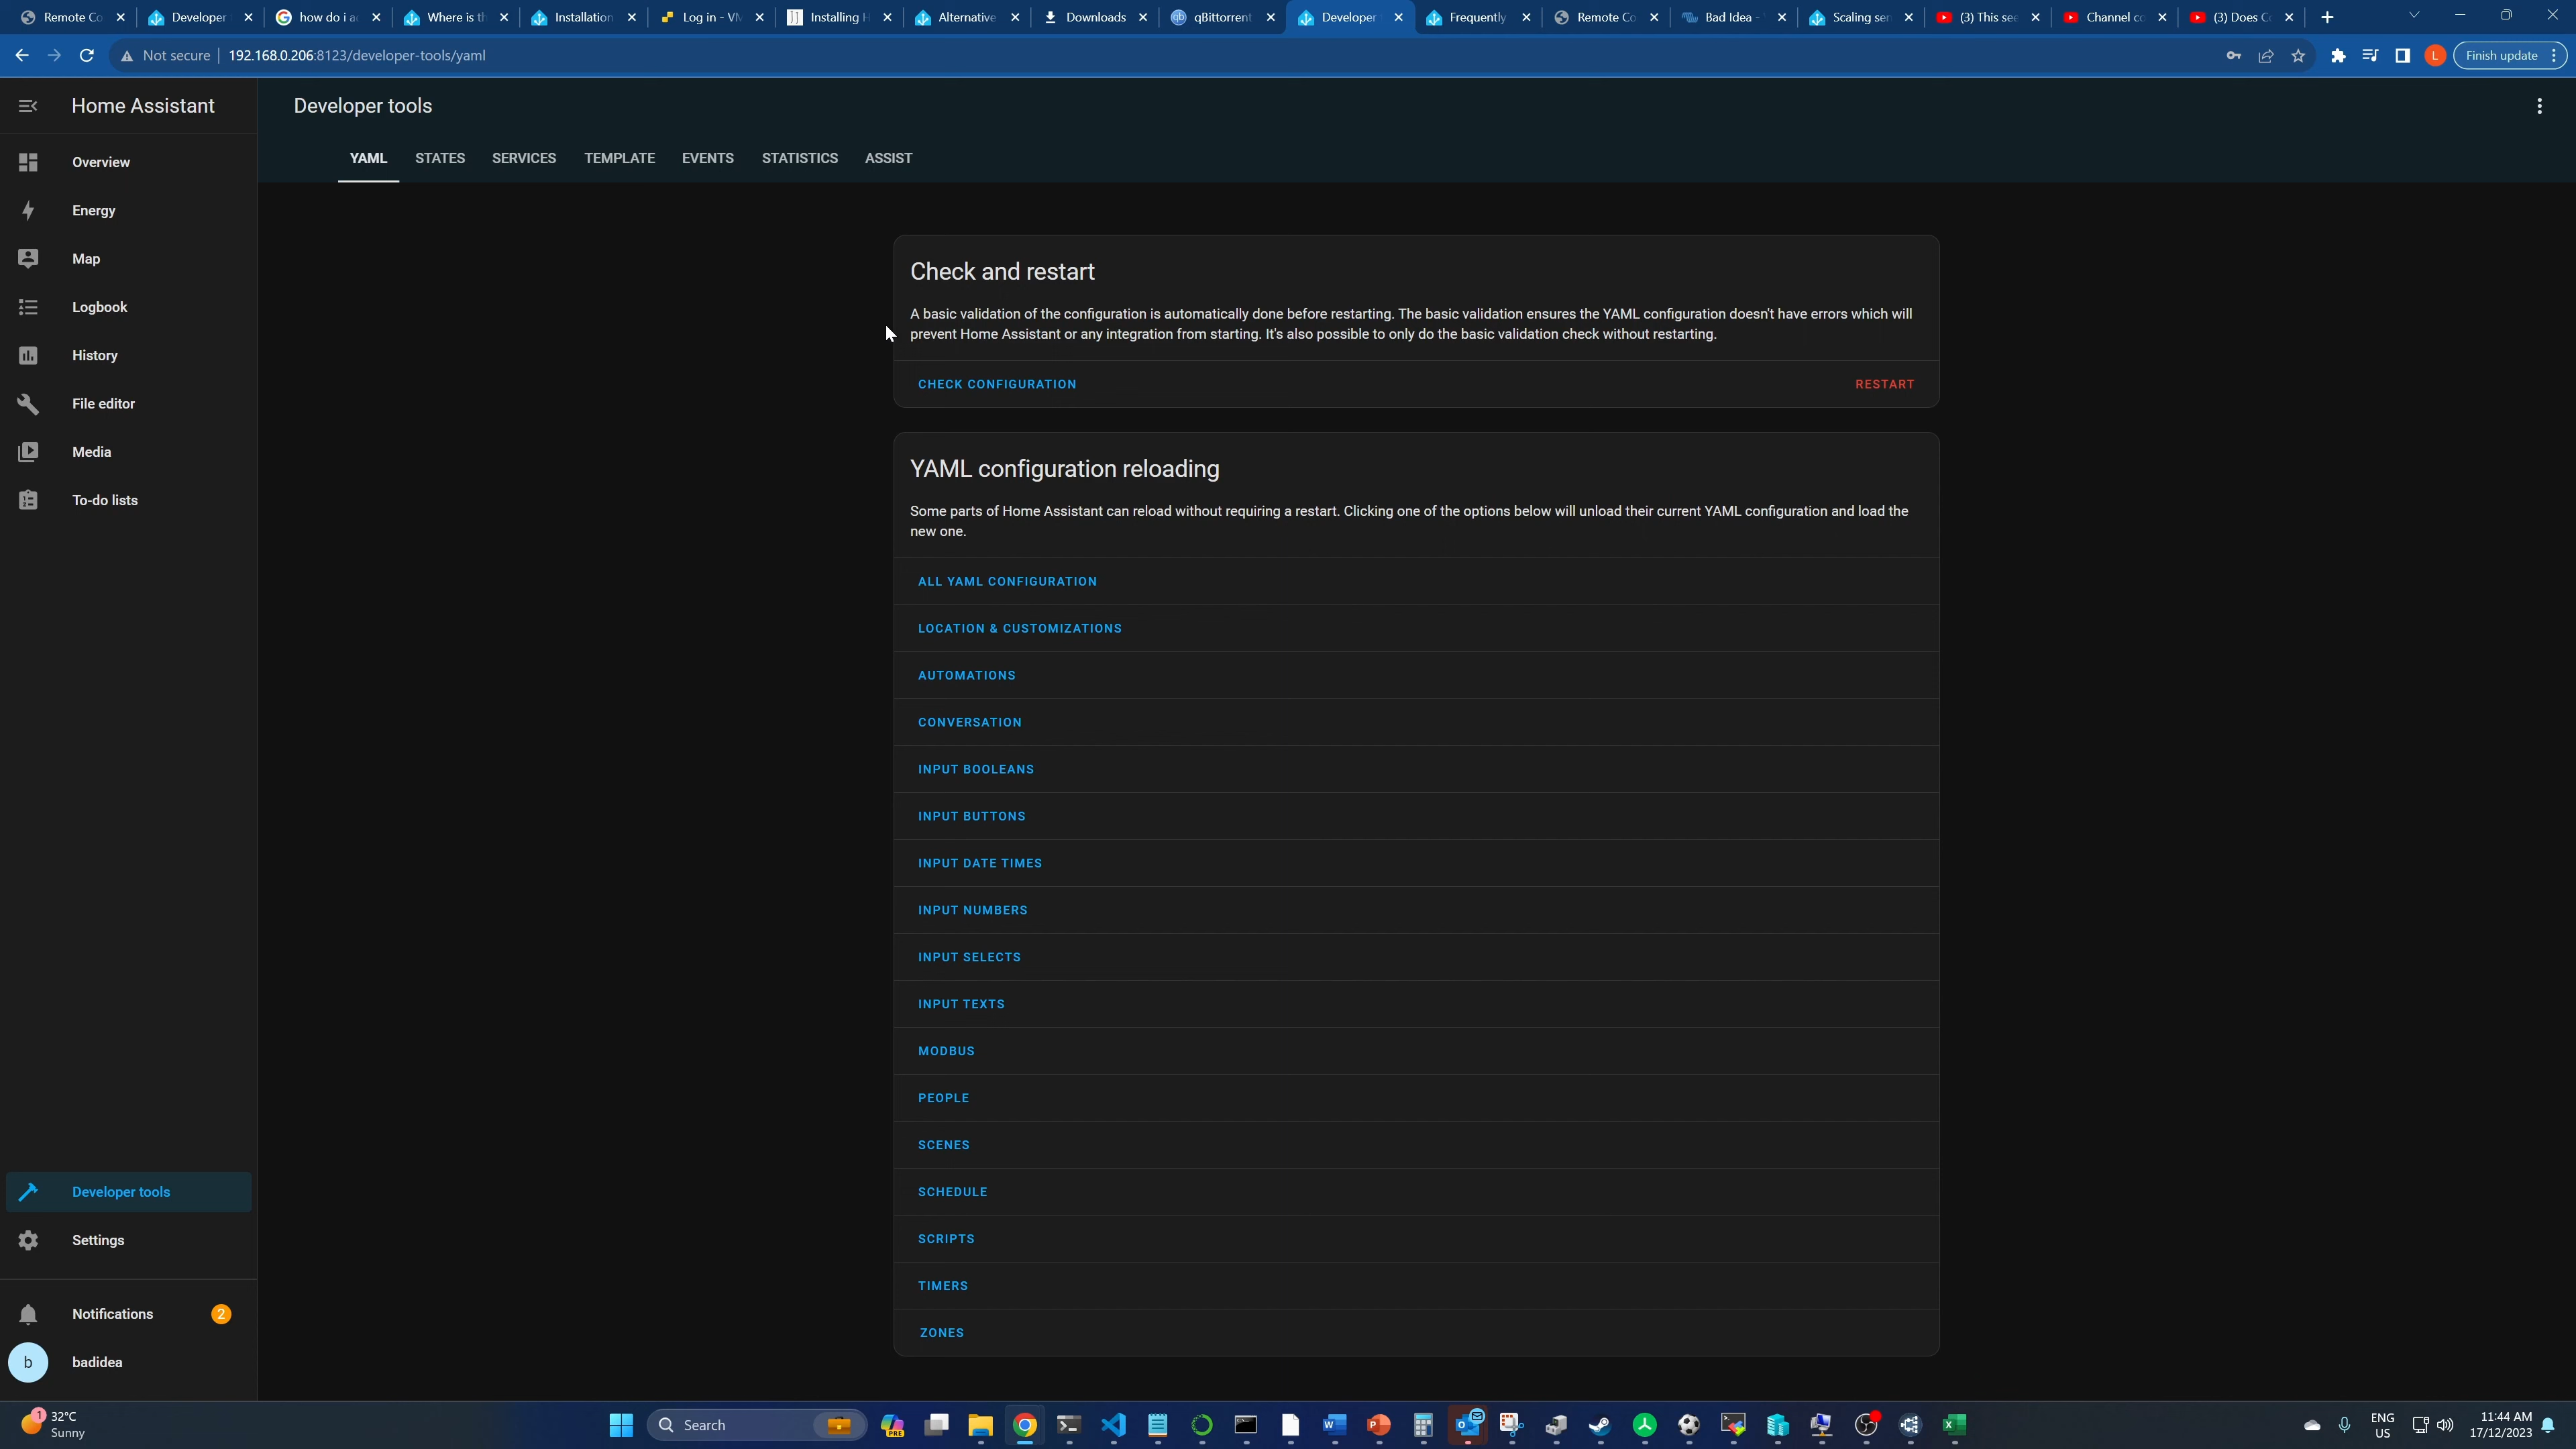 Remote Co
Developer
how do i ac
Where is th
Installation
Log in - VM
Installing H
Alternative
Downloads
qBittorrent
Developer
Frequently
Remote Co
Bad Idea -
Scaling sen
(3) This see
Channel co
(3) Does Co
Not secure
192.168.0.206:8123/developer-tools/yaml
L
Finish update
Home Assistant
Developer tools
YAML STATES SERVICES TEMPLATE EVENTS STATISTICS ASSIST
Overview
Energy
Map
Logbook
History
File editor
Media
To-do lists
Developer tools
Settings
Notifications
2
b
badidea
Check and restart
A basic validation of the configuration is automatically done before restarting. The basic validation ensures the YAML configuration doesn't have errors which will
prevent Home Assistant or any integration from starting. It's also possible to only do the basic validation check without restarting.
CHECK CONFIGURATION
RESTART
YAML configuration reloading
Some parts of Home Assistant can reload without requiring a restart. Clicking one of the options below will unload their current YAML configuration and load the
new one.
ALL YAML CONFIGURATION
LOCATION & CUSTOMIZATIONS
AUTOMATIONS
CONVERSATION
INPUT BOOLEANS
INPUT BUTTONS
INPUT DATE TIMES
INPUT NUMBERS
INPUT SELECTS
INPUT TEXTS
MODBUS
PEOPLE
SCENES
SCHEDULE
SCRIPTS
TIMERS
ZONES
1
32°C
Sunny
Search
PRE
ENG
US
11:44 AM
17/12/2023